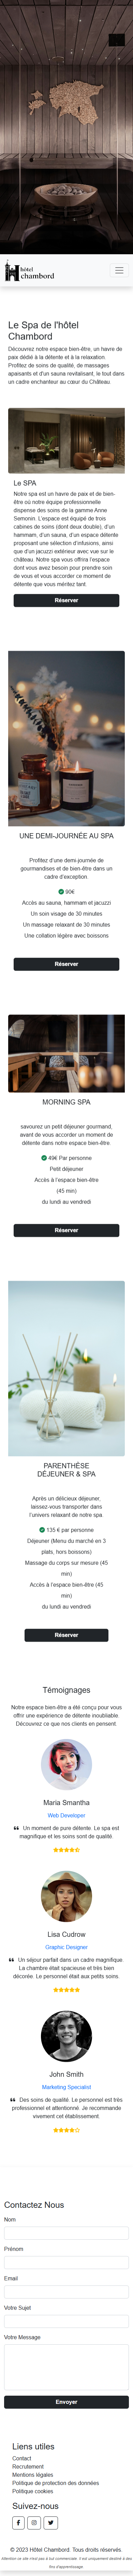 hôtel
chambord
Le Spa de l'hôtel
Chambord
Découvrez notre espace bien-être, un havre de
paix dédié à la détente et à la relaxation.
Profitez de soins de qualité, de massages
apaisants et d'un sauna revitalisant, le tout dans
un cadre enchanteur au cœur du Château.
Le SPA
Notre spa est un havre de paix et de bien-
être où notre équipe professionnelle
dispense des soins de la gamme Anne
Semonin. L'espace est équipé de trois
cabines de soins (dont deux double). d'un
hammam, d'un sauna, d'un espace détente
proposant une sélection d'infusions, ainsi
que d'un jacuzzi extérieur avec vue sur le
château. Notre spa vous offrira l'espace
dont vous avez besoin pour prendre soin
de vous et vous accorder ce moment de
détente que vous méritez tant.
Réserver
UNE DEMI-JOURNÉE AU SPA
Profitez d'une demi-journée de
gourmandises et de bien-être dans un
cadre d'exception.
90€
Accès au sauna, hammam et jacuzzi
Un soin visage de 30 minutes
Un massage relaxant de 30 minutes
Une collation légère avec boissons
Réserver
MORNING SPA
savourez un petit déjeuner gourmand,
avant de vous accorder un moment de
détente dans notre espace bien-être.
49€ Par personne
Petit déjeuner
Accès à l'espace bien-être
(45 min)
du lundi au vendredi
Réserver
PARENTHÈSE
DÉJEUNER & SPA
Après un délicieux déjeuner,
laissez-vous transporter dans
l'univers relaxant de notre spa.
135 € par personne
Déjeuner (Menu du marché en 3
plats, hors boissons)
Massage du corps sur mesure (45
min)
Accès à l'espace bien-être (45
min)
du lundi au vendredi
Réserver
Témoignages
Notre espace bien-être a été conçu pour vous
offrir une expérience de détente inoubliable.
Découvrez ce que nos clients en pensent.
Maria Smantha
Web Developer
Un moment de pure détente. Le spa est
magnifique et les soins sont de qualité.
Lisa Cudrow
Graphic Designer
Un séjour parfait dans un cadre magnifique.
La chambre était spacieuse et très bien
décorée. Le personnel était aux petits soins.
John Smith
Marketing Specialist
Des soins de qualité. Le personnel est très
professionnel et attentionné. Je recommande
vivement cet établissement.
Contactez Nous
Nom
Prénom
Email
Votre Sujet
Votre Message
Envoyer
Liens utiles
Contact
Recrutement
Mentions légales
Politique de protection des données
Politique cookies
Suivez-nous
© 2023 Hôtel Chambord. Tous droits réservés.
Attention ce site n'est pas à but commerciale, il est uniquement destiné à des
fins d'apprentissage.